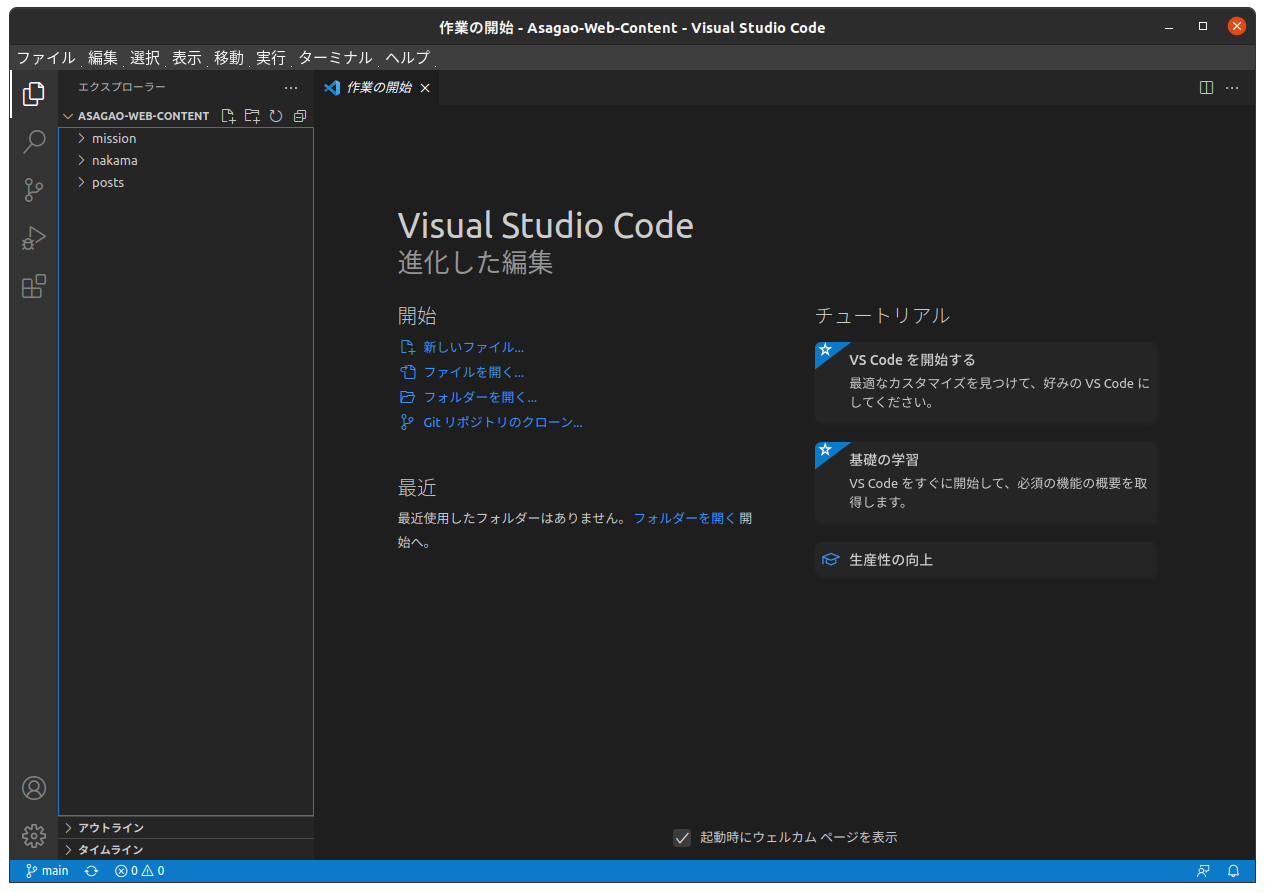 作業の開始 - Asagao-Web-Content - Visual Studio Code
ファイル 編集 選択 表示 移動 実行 ターミナル ヘルプ
エクスプローラー
作業の開始
ASAGAO-WEB-CONTENT
mission
nakama
posts
Visual Studio Code
進化した編集
開始
新しいファイル...
ファイルを開く...
フォルダーを開く...
Git リポジトリのクローン...
最近
最近使用したフォルダーはありません。 フォルダーを開く 開
始へ。
チュートリアル
VS Code を開始する
最適なカスタマイズを見つけて、好みの VS Code に
してください。
基礎の学習
VS Code をすぐに開始して、必須の機能の概要を取
得します。
生産性の向上
起動時にウェルカム ページを表示
アウトライン
タイムライン
main 0 0